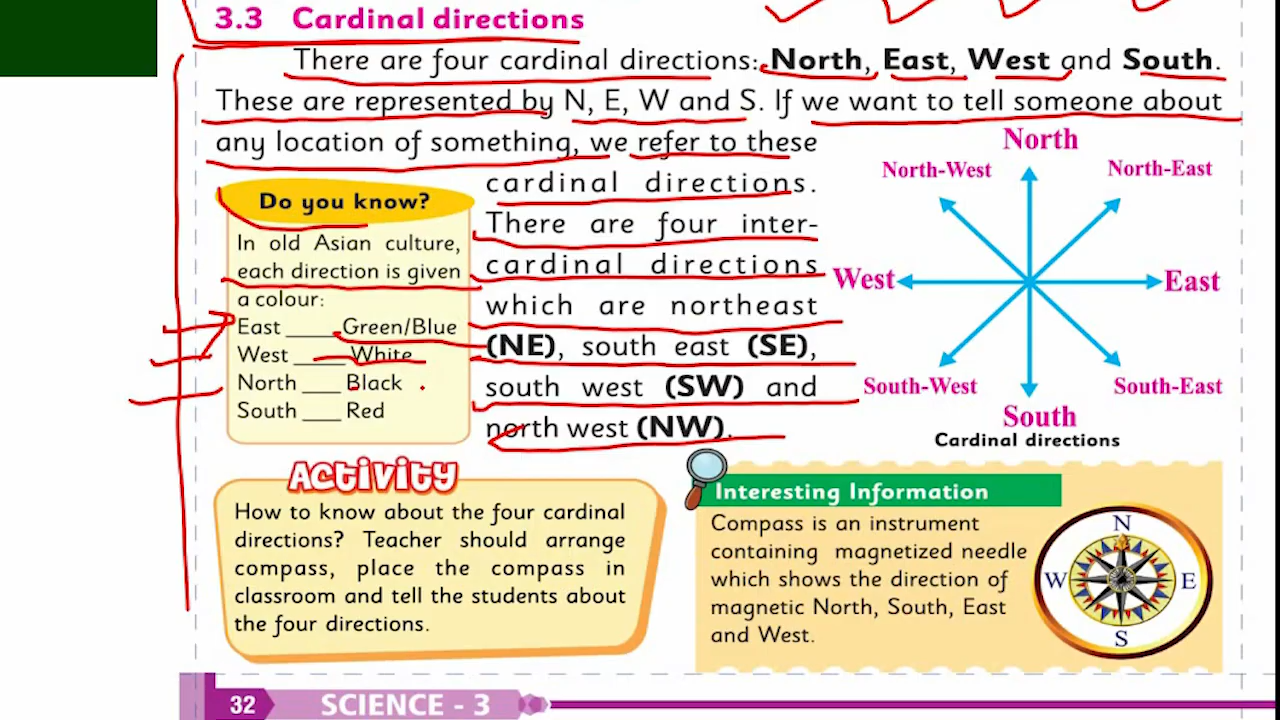 3.3 Cardinal directions
There are four cardinal directions: North, East, West and South.
These are represented by N, E, W and S. If we want to tell someone about
any location of something, we refer to these
cardinal directions.
There are four inter-
cardinal directions
which are northeast
(NE), south east (SE),
south west (SW) and
north west (NW).
Do you know?
In old Asian culture,
each direction is given
a colour:
East _____ Green/Blue
West _____ White
North ____ Black
South ____ Red
North
North-West
North-East
West
East
South-West
South-East
South
Cardinal directions
Activity
How to know about the four cardinal
directions? Teacher should arrange
compass, place the compass in
classroom and tell the students about
the four directions.
Interesting Information
Compass is an instrument
containing magnetized needle
which shows the direction of
magnetic North, South, East
and West.
N
W
E
S
32
SCIENCE - 3